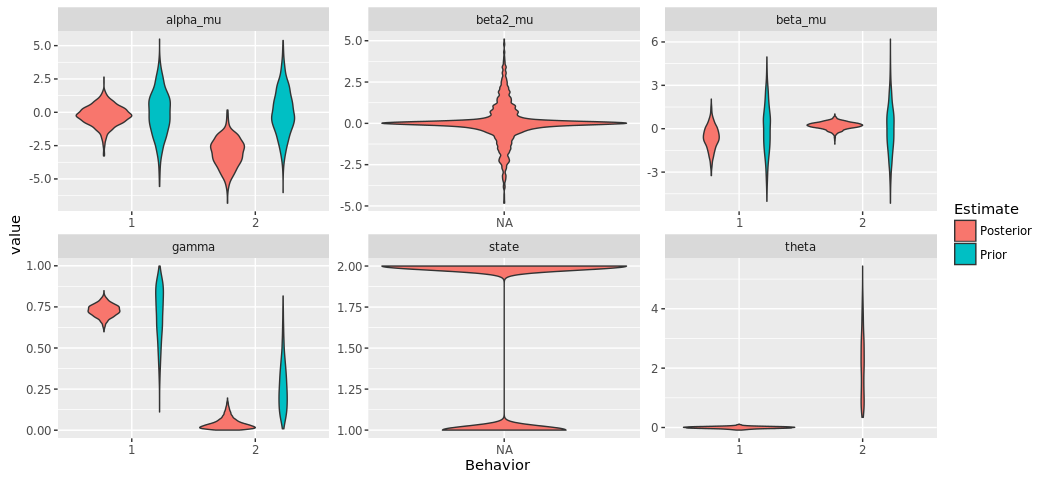 alpha_mu
beta2_mu
beta_mu
5.0
2.5
0.0
-2.5
-5.0
1
2
5.0
2.5
0.0
-2.5
-5.0
NA
6
3
0
-3
1
2
gamma
state
theta
1.00
0.75
0.50
0.25
0.00
1
2
2.00
1.75
1.50
1.25
1.00
NA
4
2
0
1
2
value
Behavior
Estimate
Posterior
Prior